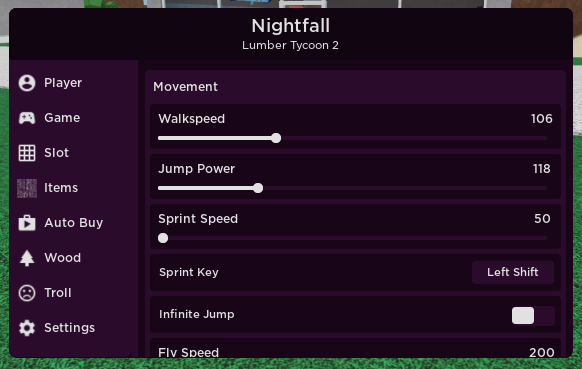 Nightfall
Lumber Tycoon 2
Player
Game
Slot
Items
Auto Buy
Wood
Troll
Settings
Movement
Walkspeed 106
Jump Power 118
Sprint Speed 50
Sprint Key Left Shift
Infinite Jump
Fly Speed 200